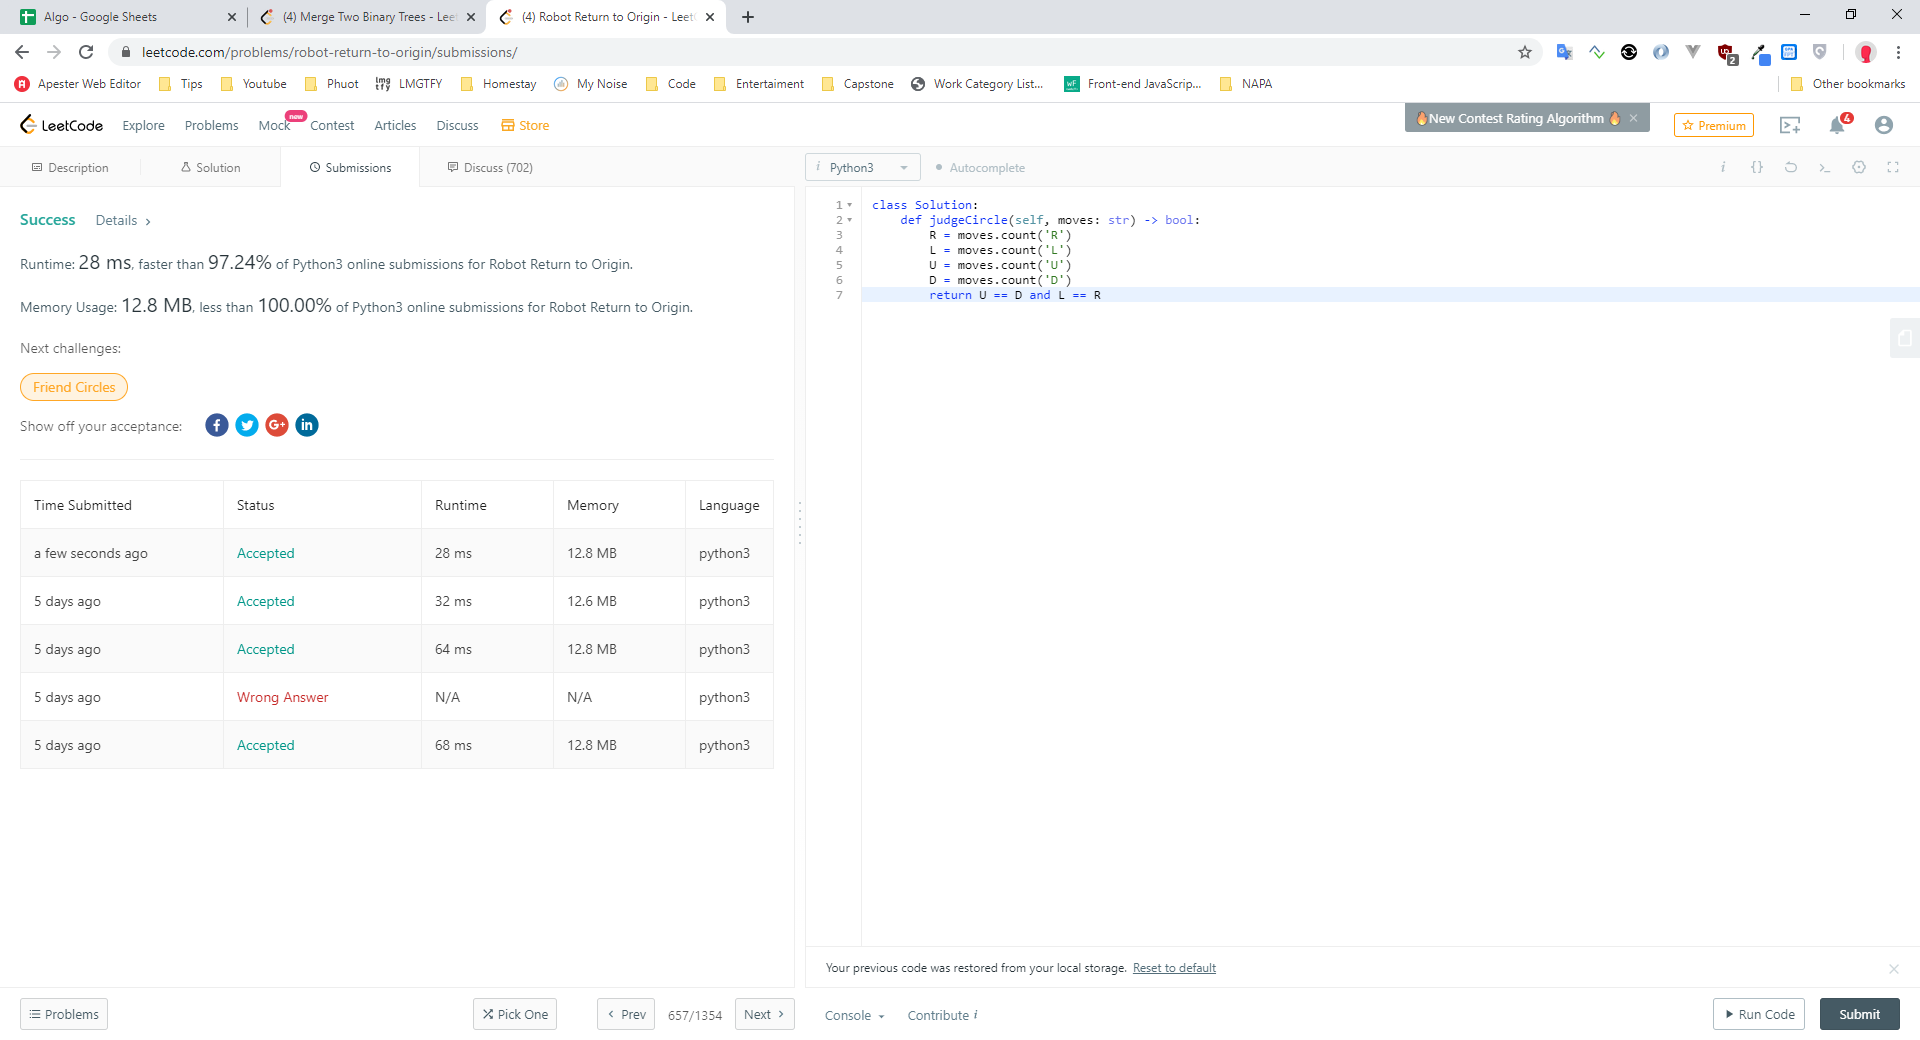 Algo - Google Sheets
(4) Merge Two Binary Trees - Leet
(4) Robot Return to Origin - LeetC
leetcode.com/problems/robot-return-to-origin/submissions/
2
Apester Web Editor
Tips
Youtube
Phuot
LMGTFY
Homestay
My Noise
Code
Entertaiment
Capstone
Work Category List...
Front-end JavaScrip...
NAPA
Other bookmarks
LeetCode
Explore
Problems
Mock
new
Contest
Articles
Discuss
Store
🔥New Contest Rating Algorithm 🔥
Premium
4
Description
Solution
Submissions
Discuss (702)
i Python3
Autocomplete
i {}
Success
Details
Runtime: 28 ms, faster than 97.24% of Python3 online submissions for Robot Return to Origin.
Memory Usage: 12.8 MB, less than 100.00% of Python3 online submissions for Robot Return to Origin.
Next challenges:
Friend Circles
Show off your acceptance:
Time Submitted Status Runtime Memory Language
a few seconds ago Accepted 28 ms 12.8 MB python3
5 days ago Accepted 32 ms 12.6 MB python3
5 days ago Accepted 64 ms 12.8 MB python3
5 days ago Wrong Answer N/A N/A python3
5 days ago Accepted 68 ms 12.8 MB python3
1 class Solution:
2     def judgeCircle(self, moves: str) -> bool:
3         R = moves.count('R')
4         L = moves.count('L')
5         U = moves.count('U')
6         D = moves.count('D')
7         return U == D and L == R
Your previous code was restored from your local storage. Reset to default
Problems
Pick One
Prev
657/1354
Next
Console
Contribute i
Run Code
Submit